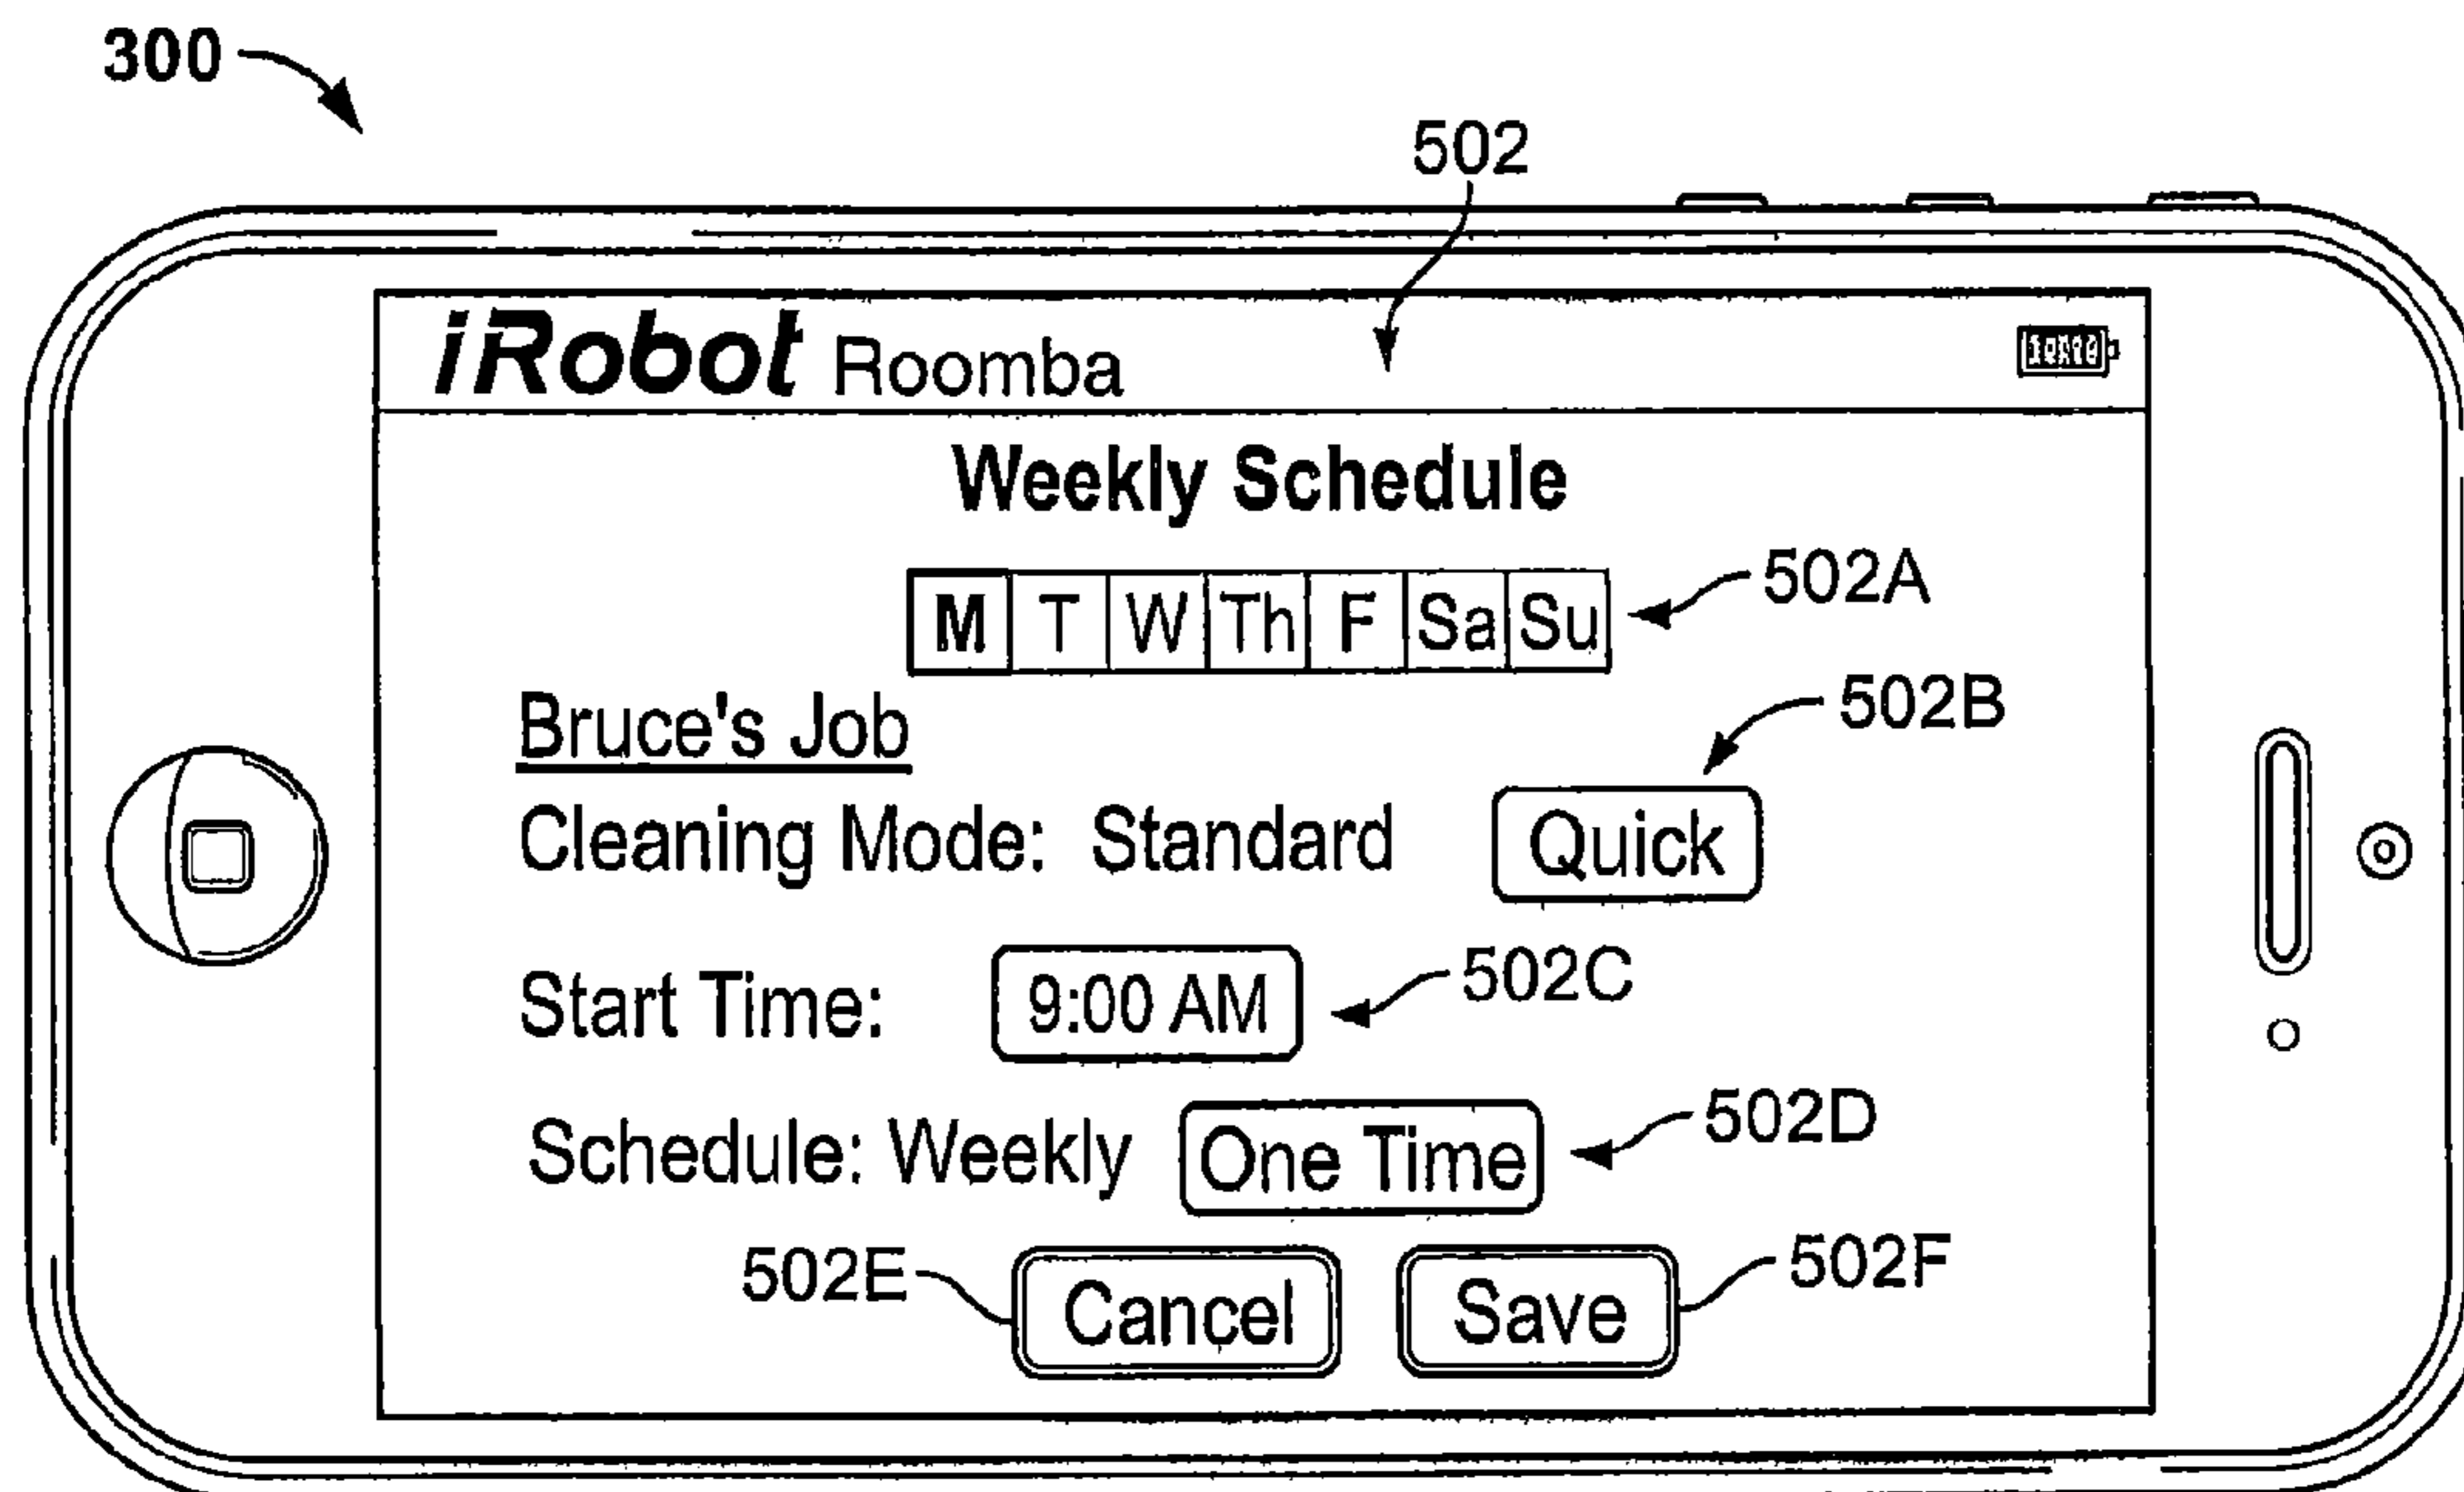 300
502
iRobot Roomba
Weekly Schedule
M T W Th F Sa Su 502A
Bruce's Job 502B
Cleaning Mode: Standard Quick
Start Time: 9:00 AM 502C
Schedule: Weekly One Time 502D
502E Cancel Save 502F